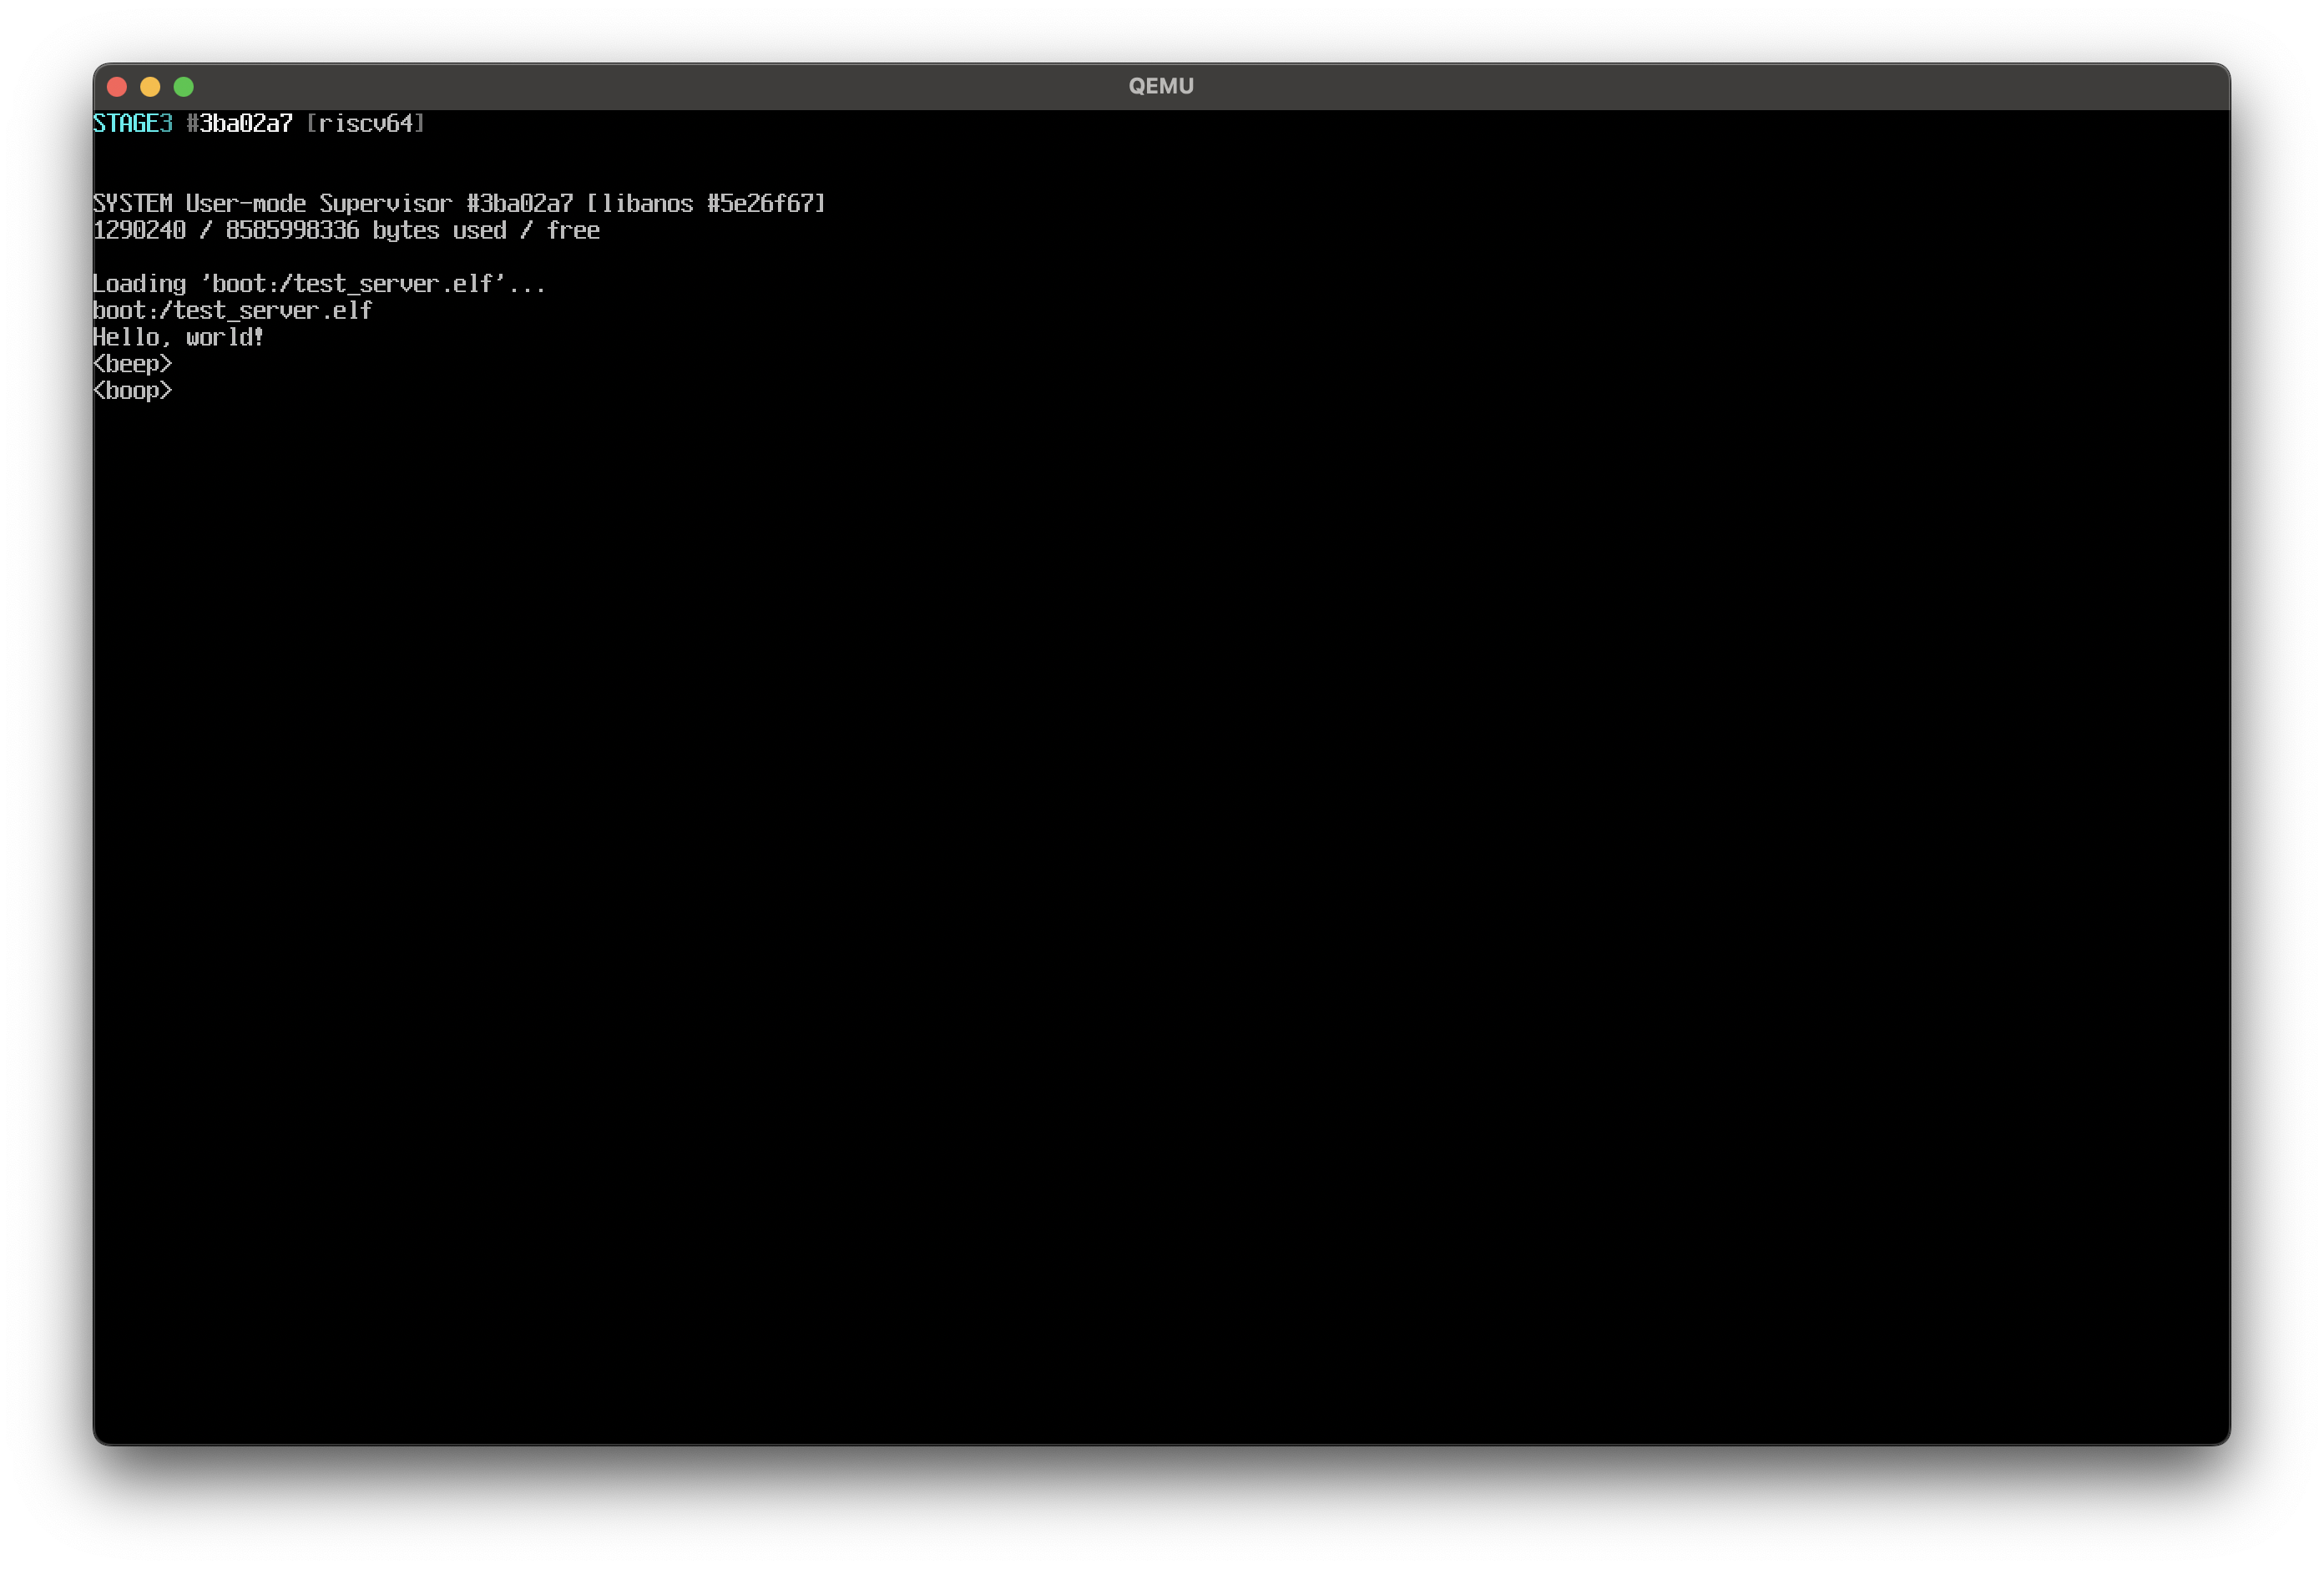 QEMU
STAGE3 #3ba02a7 [riscv64]
SYSTEM User-mode Supervisor #3ba02a7 [libanos #5e26f67]
1290240 / 8585998336 bytes used / free
Loading 'boot:/test_server.elf'...
boot:/test_server.elf
Hello, world!
<beep>
<boop>